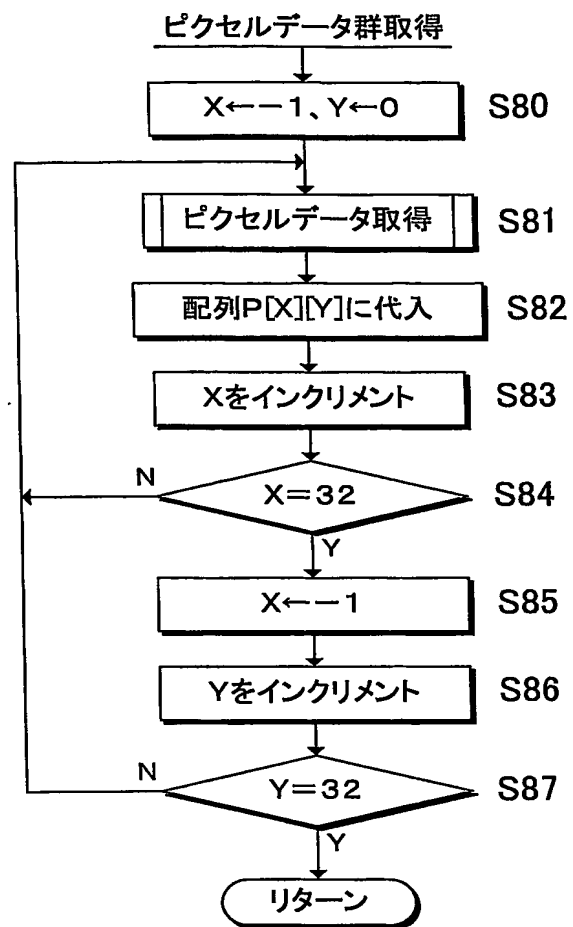 ピクセルデータ群取得
X←−1、Y←0
S80
ピクセルデータ取得
S81
配列P[X][Y]に代入
S82
Xをインクリメント
S83
N
X=32
S84
Y
X←−1
S85
Yをインクリメント
S86
N
Y=32
S87
Y
リターン